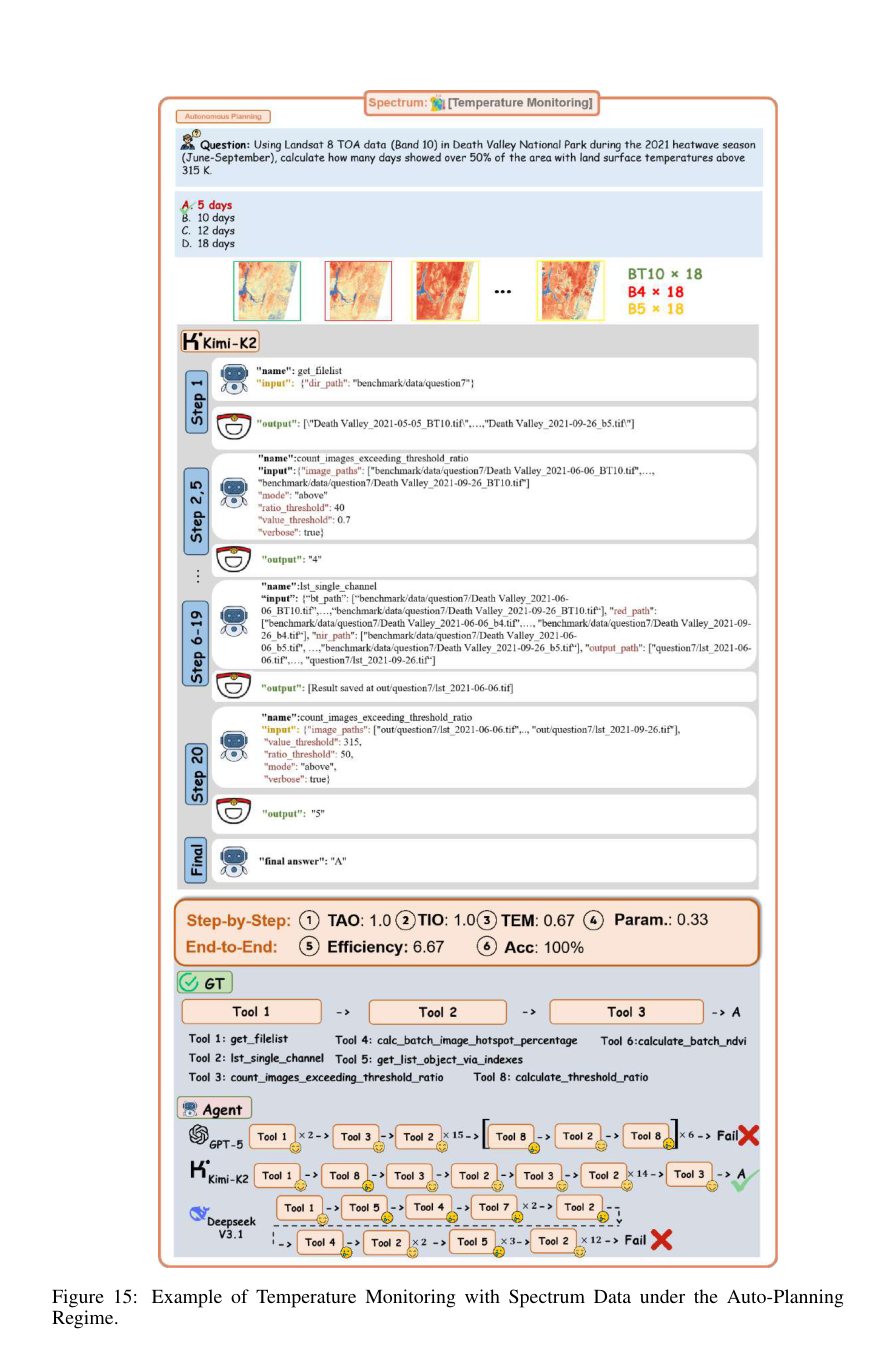 Spectrum: [Temperature Monitoring]
Autonomous Planning
Question: Using Landsat 8 TOA data (Band 10) in Death Valley National Park during the 2021 heatwave season
(June-September), calculate how many days showed over 50% of the area with land surface temperatures above
315 K.
A. 5 days
B. 10 days
C. 12 days
D. 18 days
...
BT10 × 18
B4 × 18
B5 × 18
Kimi-K2
Step 1
"name": get_filelist
"input": {"dir_path": "benchmark/data/question7"}
"output": [\"Death Valley_2021-05-05_BT10.tif\",...,"Death Valley_2021-09-26_b5.tif\"]
Step 2,5
"name":count_images_exceeding_threshold_ratio
"input":{"image_paths": ["benchmark/data/question7/Death Valley_2021-06-06_BT10.tif",...,
"benchmark/data/question7/Death Valley_2021-09-26_BT10.tif"]
"mode": "above"
"ratio_threshold": 40
"value_threshold": 0.7
"verbose": true}
"output": "4"
...
Step 6-19
"name":lst_single_channel
“input”: {“bt_path”: [“benchmark/data/question7/Death Valley_2021-06-
06_BT10.tif”,...,“benchmark/data/question7/Death Valley_2021-09-26_BT10.tif“], "red_path":
["benchmark/data/question7/Death Valley_2021-06-06_b4.tif",..., "benchmark/data/question7/Death Valley_2021-09-
26_b4.tif“], "nir_path": ["benchmark/data/question7/Death Valley_2021-06-
06_b5.tif", ...,"benchmark/data/question7/Death Valley_2021-09-26_b5.tif“], "output_path": ["question7/lst_2021-06-
06.tif",..., "question7/lst_2021-09-26.tif“]
"output": [Result saved at out/question7/lst_2021-06-06.tif]
Step 20
"name":count_images_exceeding_threshold_ratio
"input": {"image_paths": ["out/question7/lst_2021-06-06.tif",.., "out/question7/lst_2021-09-26.tif"],
"value_threshold": 315,
"ratio_threshold": 50,
"mode": "above",
"verbose": true}
"output": "5"
Final
"final answer": "A"
Step-by-Step: 1 TAO: 1.0 2 TIO: 1.0 3 TEM: 0.67 4 Param.: 0.33
End-to-End: 5 Efficiency: 6.67 6 Acc: 100%
GT
Tool 1 -> Tool 2 -> Tool 3 -> A
Tool 1: get_filelist Tool 4: calc_batch_image_hotspot_percentage Tool 6:calculate_batch_ndvi
Tool 2: lst_single_channel Tool 5: get_list_object_via_indexes
Tool 3: count_images_exceeding_threshold_ratio Tool 8: calculate_threshold_ratio
Agent
GPT-5 Tool 1 × 2 -> Tool 3 -> Tool 2 × 15 -> [ Tool 8 -> Tool 2 -> Tool 8 ] × 6 -> Fail
Kimi-K2 Tool 1 -> Tool 8 -> Tool 3 -> Tool 2 -> Tool 3 -> Tool 2 × 14 -> Tool 3 -> A
Deepseek V3.1 Tool 1 -> Tool 5 -> Tool 4 -> Tool 7 × 2 -> Tool 2
-> Tool 4 -> Tool 2 × 2 -> Tool 5 × 3 -> Tool 2 × 12 -> Fail
Figure 15: Example of Temperature Monitoring with Spectrum Data under the Auto-Planning
Regime.